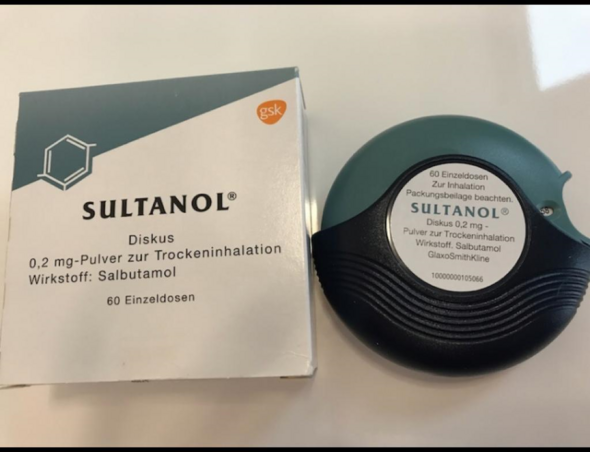 gsk
SULTANOL®
Diskus
0,2 mg-Pulver zur Trockeninhalation
Wirkstoff: Salbutamol
60 Einzeldosen
60 Einzeldosen
Zur Inhalation
Packungsbeilage beachten.
SULTANOL®
Diskus 0,2 mg -
Pulver zur Trockeninhalation
Wirkstoff. Salbutamol
GlaxoSmithKline
10000000105066